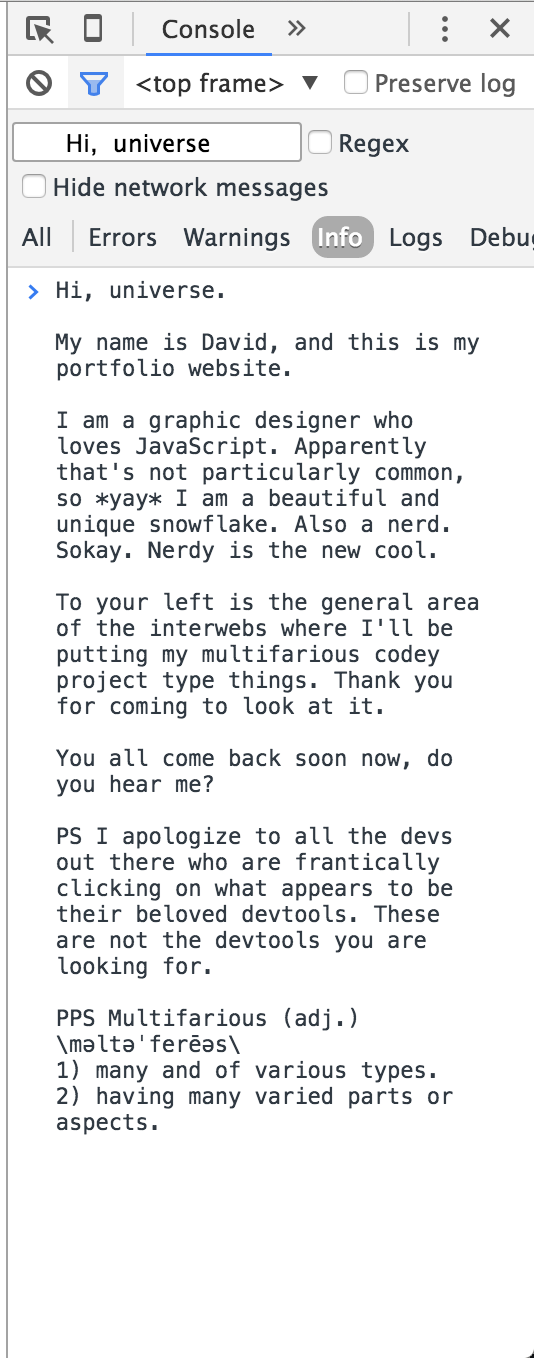 Console »
<top frame> ▼ Preserve log
Hi, universe Regex
Hide network messages
All Errors Warnings Info Logs Debu
> Hi, universe.
My name is David, and this is my
portfolio website.
I am a graphic designer who
loves JavaScript. Apparently
that's not particularly common,
so *yay* I am a beautiful and
unique snowflake. Also a nerd.
Sokay. Nerdy is the new cool.
To your left is the general area
of the interwebs where I'll be
putting my multifarious codey
project type things. Thank you
for coming to look at it.
You all come back soon now, do
you hear me?
PS I apologize to all the devs
out there who are frantically
clicking on what appears to be
their beloved devtools. These
are not the devtools you are
looking for.
PPS Multifarious (adj.)
\məltəˈferēəs\
1) many and of various types.
2) having many varied parts or
aspects.